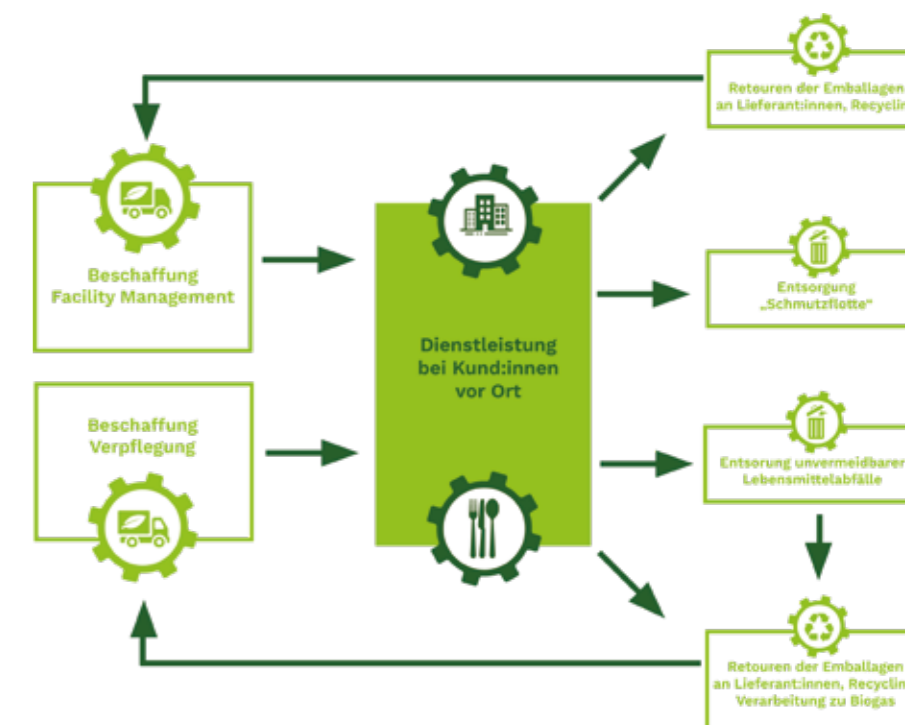 Retouren der Emballagen
an Lieferant:innen, Recyclin
Beschaffung
Facility Management
Entsorgung
„Schmutzflotte“
Dienstleistung
bei Kund:innen
vor Ort
Beschaffung
Verpflegung
Entsorung unvermeidbarer
Lebensmittelabfälle
Retouren der Emballagen
an Lieferant:innen, Recyclin
Verarbeitung zu Biogas